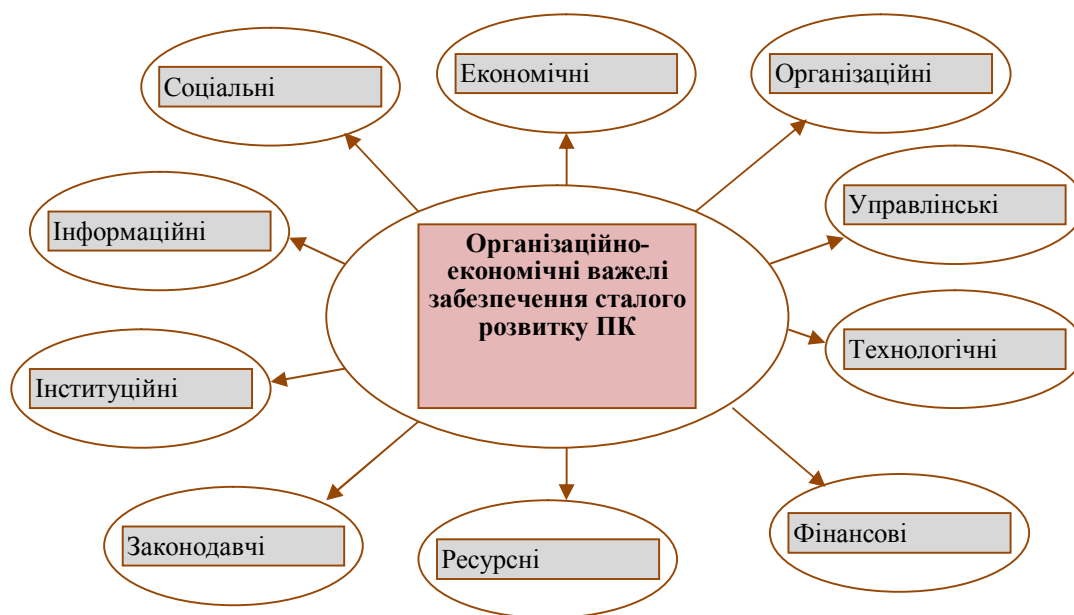 Соціальні
Економічні
Організаційні
Інформаційні
Управлінські
Організаційно-
економічні важелі
забезпечення сталого
розвитку ПК
Інституційні
Технологічні
Законодавчі
Ресурсні
Фінансові